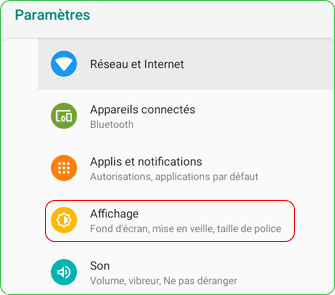 Paramètres
Réseau et Internet
Appareils connectés
Bluetooth
Applis et notifications
Autorisations, applications par défaut
Affichage
Fond d'écran, mise en veille, taille de police
Son
Volume, vibreur, Ne pas déranger